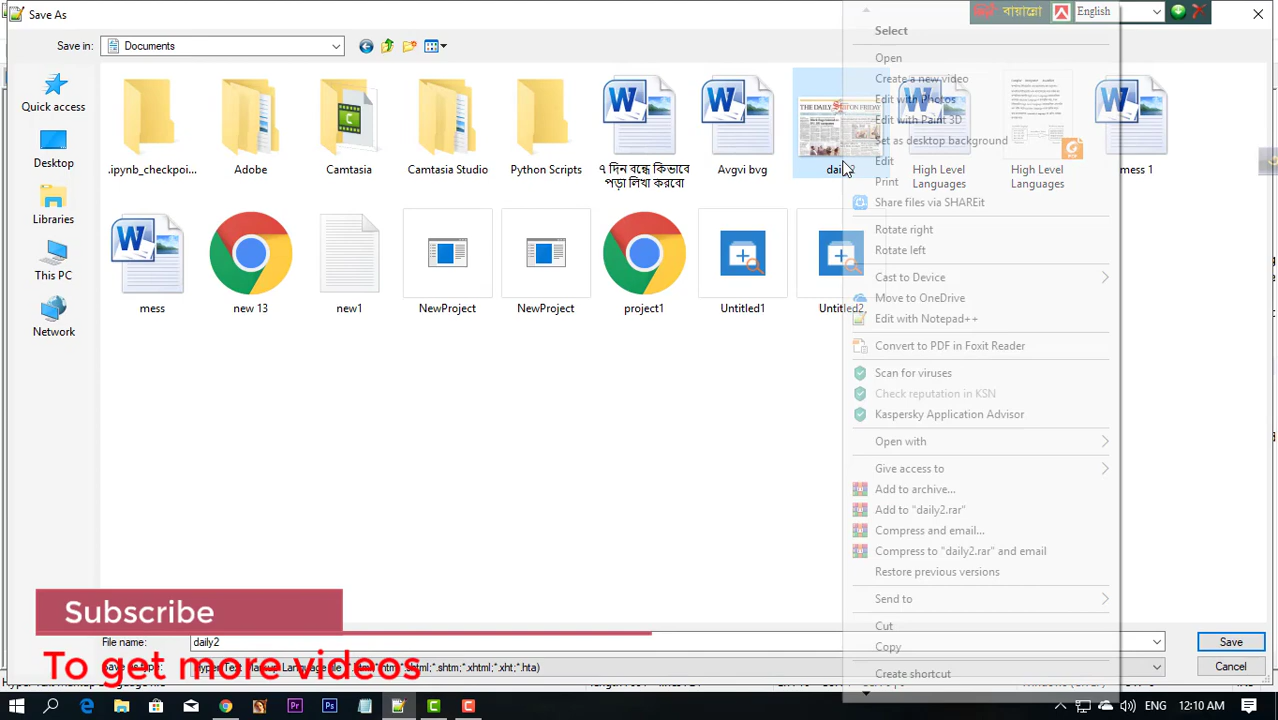 Save As
বায়ান্নো
English
Save in:
Documents
Quick access
Desktop
Libraries
This PC
Network
.ipynb_checkpoi...
Adobe
Camtasia
Camtasia Studio
Python Scripts
৭ দিন বন্ধে কিভাবে
পড়া লিখা করবো
Avgvi bvg
THE DAILY
High Level
Languages
High Level
Languages
mess 1
mess
new 13
new1
NewProject
NewProject
project1
Untitled1
Untitled2
Select
Open
Create a new video
Edit with Photos
Edit with Paint 3D
Set as desktop background
Edit
Print
Share files via SHAREit
Rotate right
Rotate left
Cast to Device
Move to OneDrive
Edit with Notepad++
Convert to PDF in Foxit Reader
Scan for viruses
Check reputation in KSN
Kaspersky Application Advisor
Open with
Give access to
Add to archive...
Add to "daily2.rar"
Compress and email...
Compress to "daily2.rar" and email
Restore previous versions
Send to
Cut
Copy
Create shortcut
Subscribe
To get more videos
File name:
daily2
Save
Cancel
12:10 AM